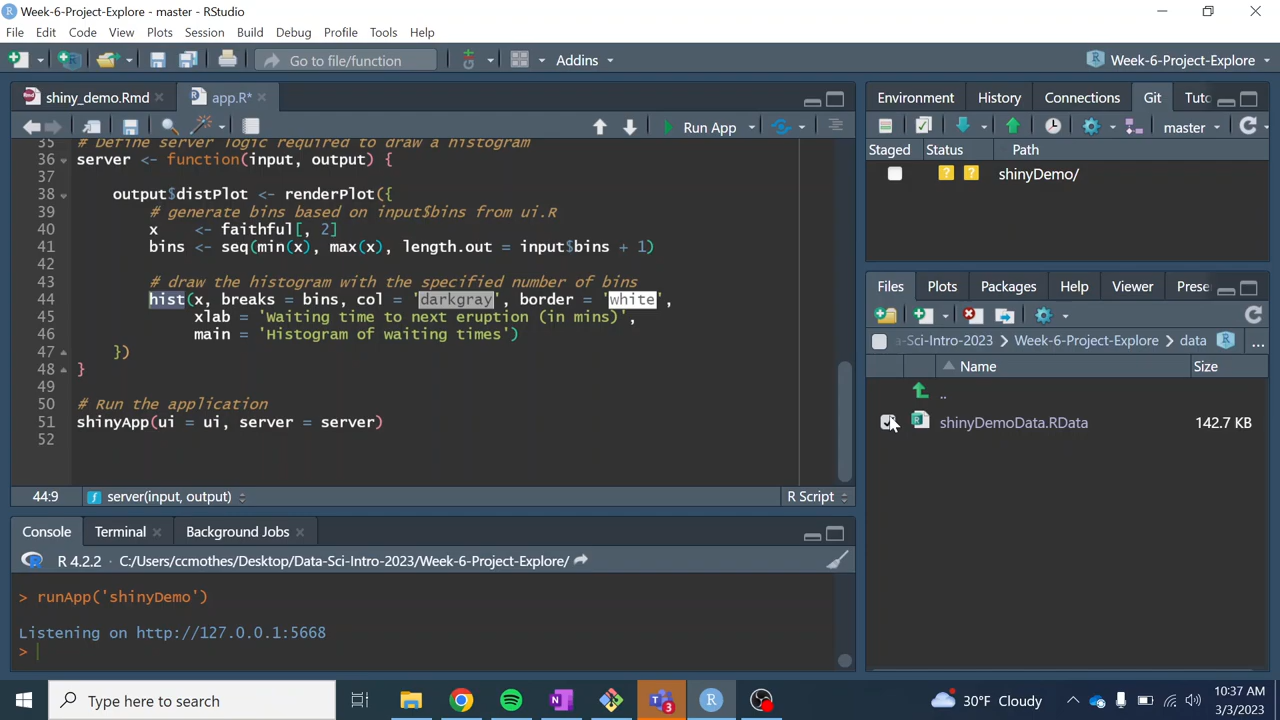 Week-6-Project-Explore - master - RStudio
File Edit Code View Plots Session Build Debug Profile Tools Help
Go to file/function Addins Week-6-Project-Explore
shiny_demo.Rmd app.R*
Run App
35 # Define server logic required to draw a histogram
36 server <- function(input, output) {
37
38 output$distPlot <- renderPlot({
39 # generate bins based on input$bins from ui.R
40 x <- faithful[, 2]
41 bins <- seq(min(x), max(x), length.out = input$bins + 1)
42
43 # draw the histogram with the specified number of bins
44 hist(x, breaks = bins, col = 'darkgray', border = 'white',
45 xlab = 'Waiting time to next eruption (in mins)',
46 main = 'Histogram of waiting times')
47 })
48 }
49
50 # Run the application
51 shinyApp(ui = ui, server = server)
52
44:9 server(input, output) R Script
Console Terminal Background Jobs
R 4.2.2 · C:/Users/ccmothes/Desktop/Data-Sci-Intro-2023/Week-6-Project-Explore/
> runApp('shinyDemo')
Listening on http://127.0.0.1:5668
>
Environment History Connections Git Tuto
master
Staged Status Path
? ? shinyDemo/
Files Plots Packages Help Viewer Prese
a-Sci-Intro-2023 Week-6-Project-Explore data ...
Name Size
..
shinyDemoData.RData 142.7 KB
Type here to search
3
30°F Cloudy
10:37 AM
3/3/2023